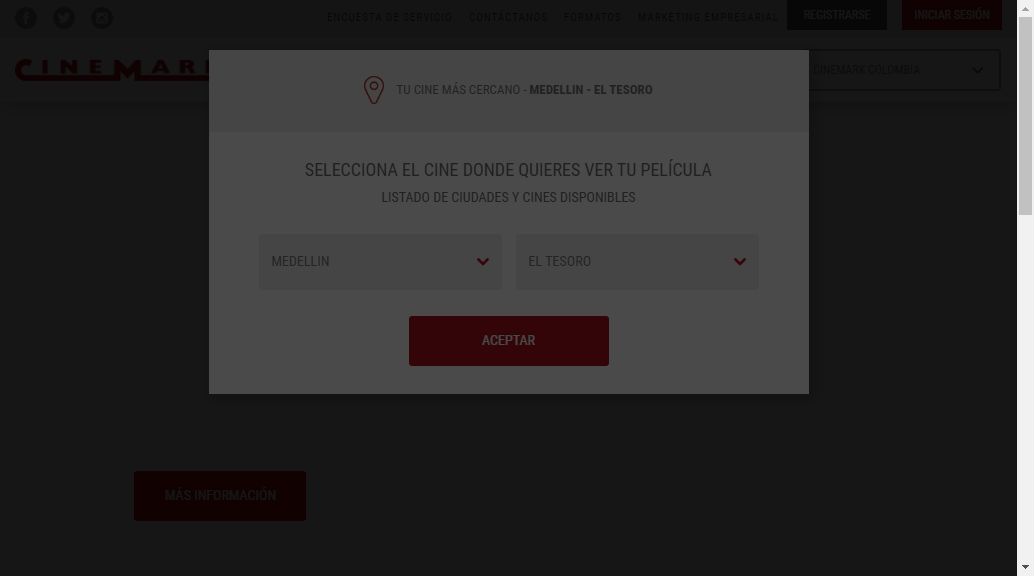 ENCUESTA DE SERVICIO CONTÁCTANOS FORMATOS MARKETING EMPRESARIAL REGISTRARSE INICIAR SESIÓN
CINEMAR
CINEMARK COLOMBIA
TU CINE MÁS CERCANO - MEDELLIN - EL TESORO
SELECCIONA EL CINE DONDE QUIERES VER TU PELÍCULA
LISTADO DE CIUDADES Y CINES DISPONIBLES
MEDELLIN EL TESORO
ACEPTAR
MÁS INFORMACIÓN